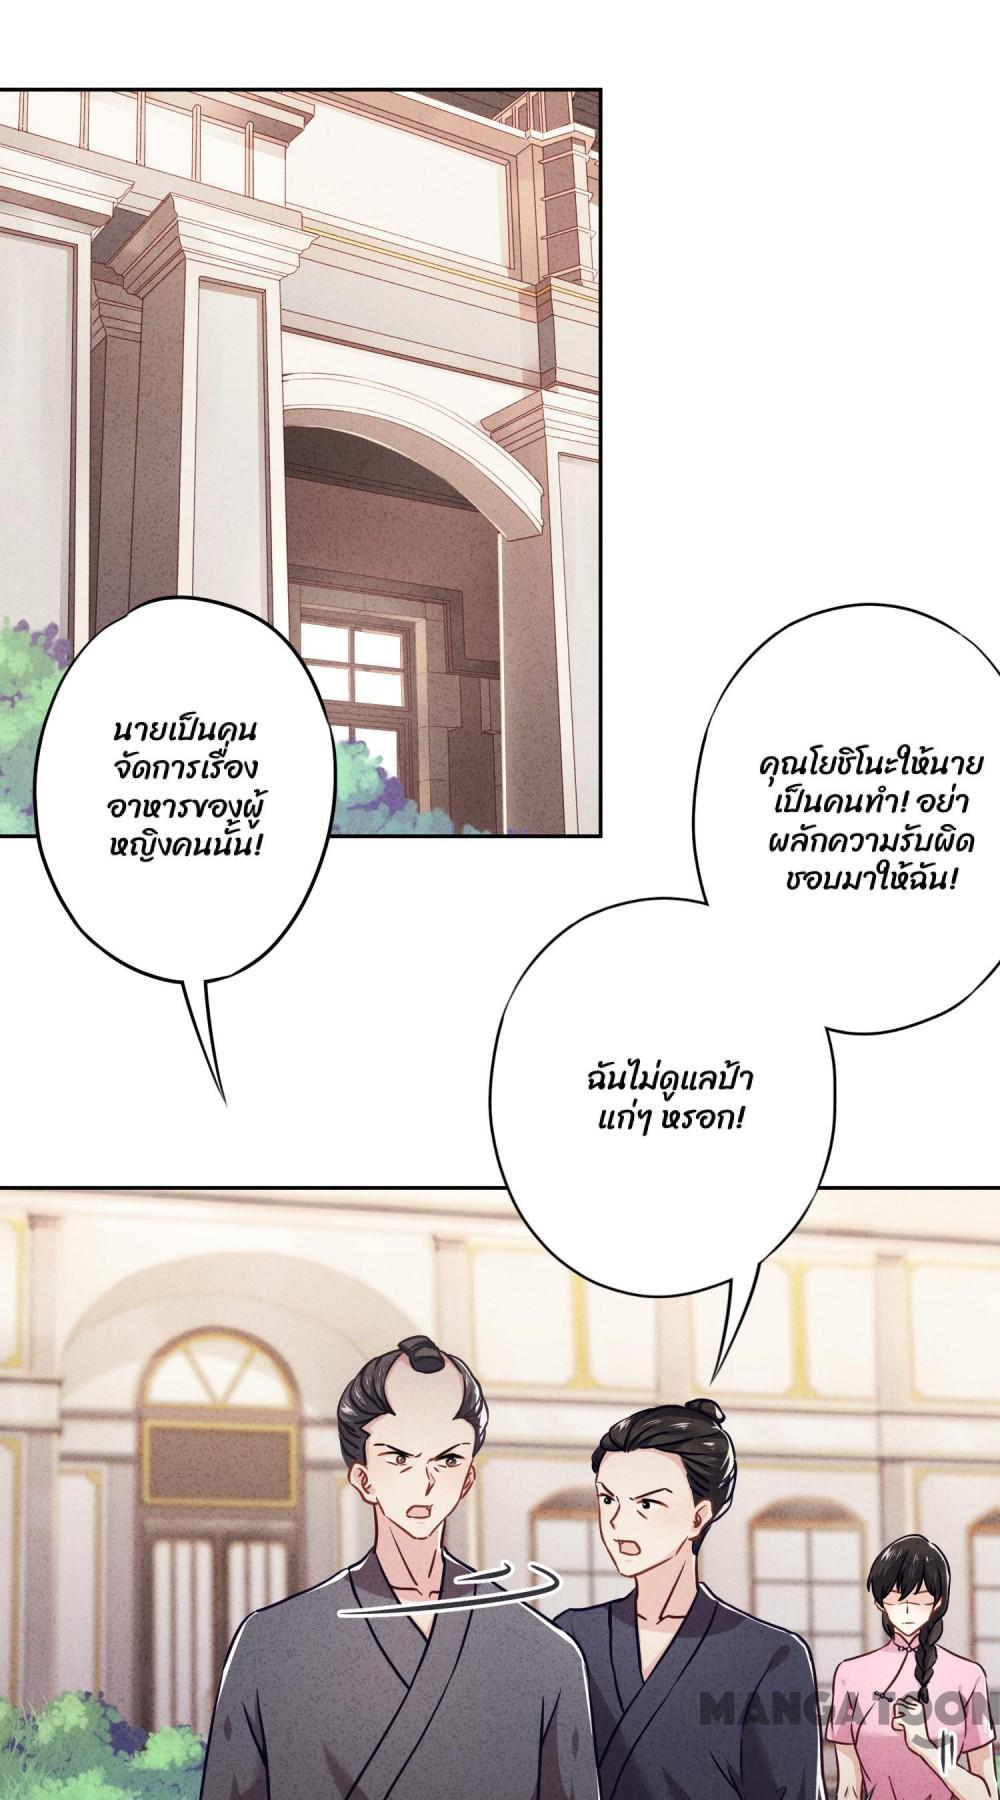 นายเป็นคน
จัดการเรื่อง
อาหารของผู้
หญิงคนนั้น!
คุณโยชิโนะให้นาย
เป็นคนทำ! อย่า
ผลักความรับผิด
ชอบมาให้ฉัน!
ฉันไม่ดูแลป้า
แก่ๆ หรอก!
MANGATOON